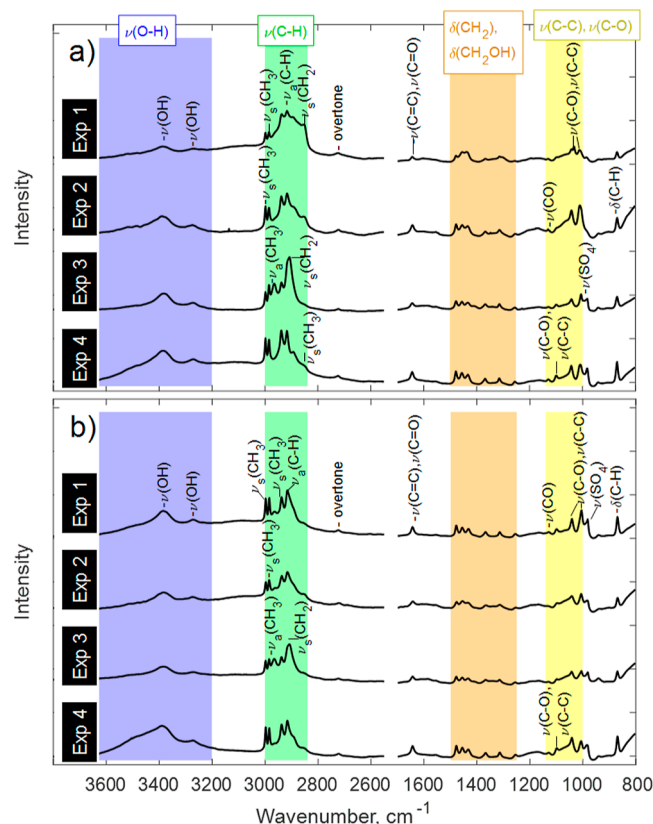 ν(O-H)
ν(C-H)
δ(CH2),
δ(CH2OH)
ν(C-C), ν(C-O)
a)
Exp 1
Exp 2
Exp 3
Exp 4
Intensity
-ν(OH)
-ν(OH)
-νs(CH3)
νs(CH3)
-νa(C-H)
νs(CH2)
- overtone
-ν(C=C),ν(C=O)
ν(C-O),ν(C-C)
-ν(CO)
-δ(C-H)
-νa(CH3)
νs(CH2)
-ν(SO4)
νs(CH3)
ν(C-O),
ν(C-C)
b)
Exp 1
Exp 2
Exp 3
Exp 4
Intensity
-ν(OH)
-ν(OH)
νs(CH3)
νs(CH3)
νa(C-H)
- overtone
-ν(C=C),ν(C=O)
-ν(CO)
ν(C-O),ν(C-C)
ν(SO4)
-δ(C-H)
-νs(CH3)
-νa(CH3)
νs(CH2)
ν(C-O),
ν(C-C)
3600 3200 3000 2800 2600 1600 1400 1200 1000 800
Wavenumber, cm-1